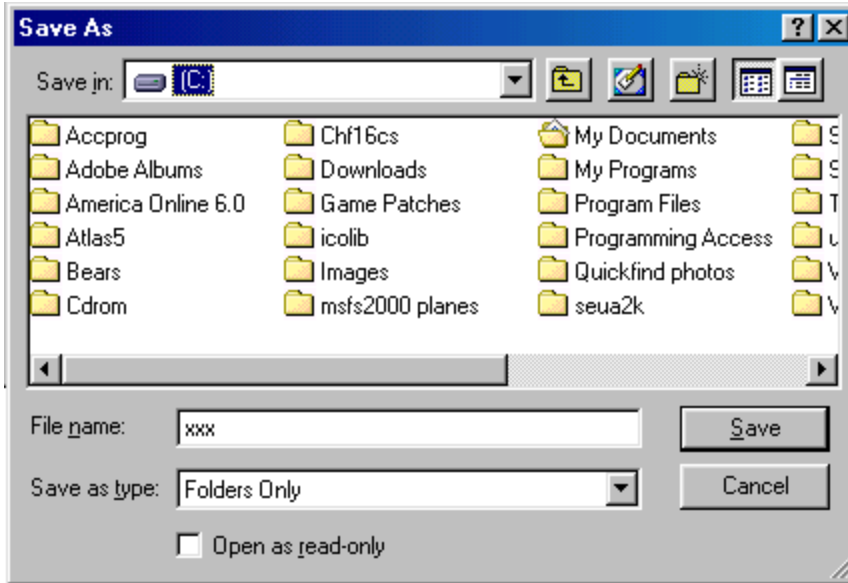 Save As
Save in: (C:)
Accprog Chf16cs My Documents
Adobe Albums Downloads My Programs
America Online 6.0 Game Patches Program Files
Atlas5 icolib Programming Access
Bears Images Quickfind photos
Cdrom msfs2000 planes seua2k
File name: xxx Save
Save as type: Folders Only Cancel
Open as read-only